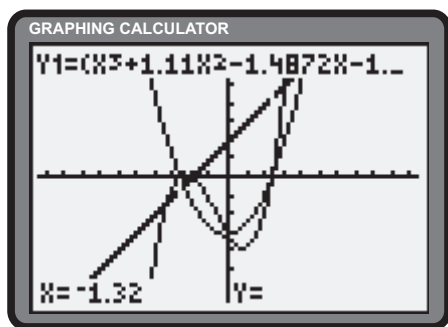 GRAPHING CALCULATOR
Y1=(X³+1.11X²-1.4872X-1.…
X=-1.32 Y=